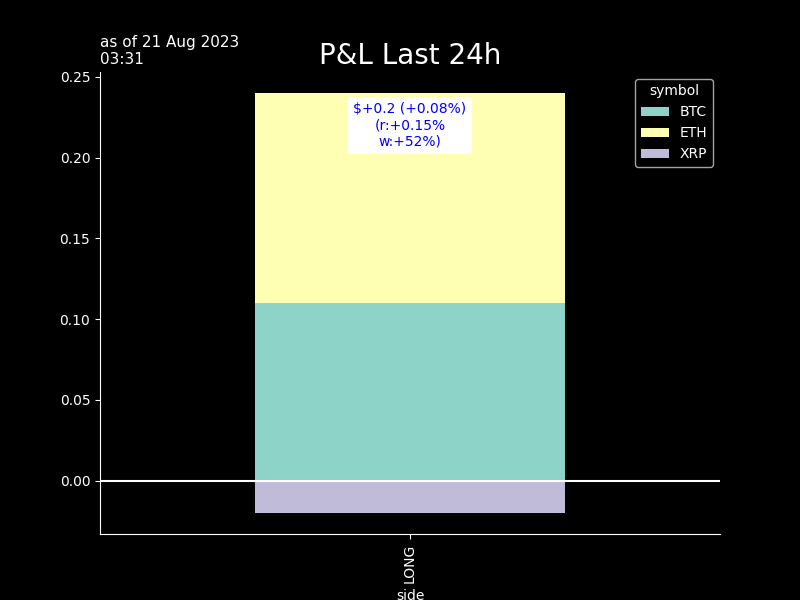 as of 21 Aug 2023
03:31
P&L Last 24h
0.25
0.20
0.15
0.10
0.05
0.00
$+0.2 (+0.08%)
(r:+0.15%
w:+52%)
symbol
BTC
ETH
XRP
LONG
side